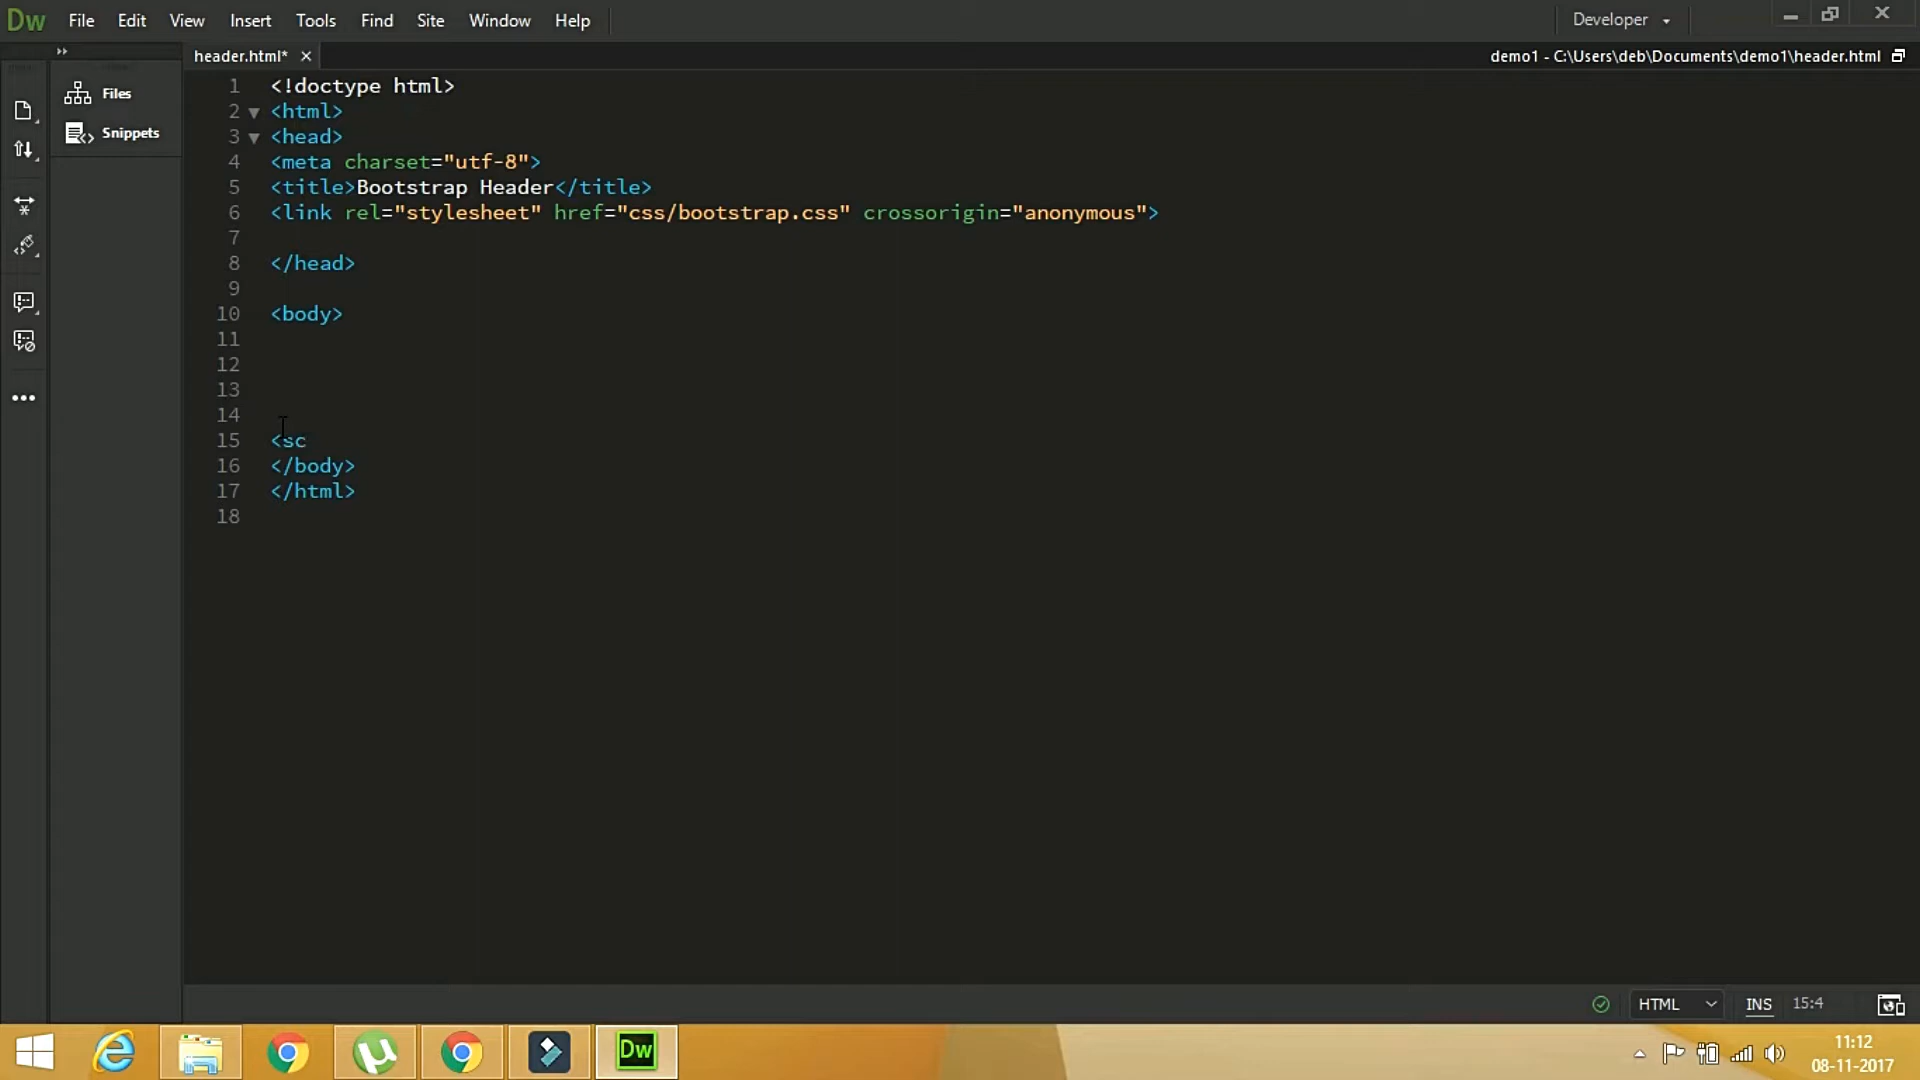 Dw File Edit View Insert Tools Find Site Window Help Developer
header.html* demo1 - C:\Users\deb\Documents\demo1\header.html
Files
Snippets
1 <!doctype html>
2 <html>
3 <head>
4 <meta charset="utf-8">
5 <title>Bootstrap Header</title>
6 <link rel="stylesheet" href="css/bootstrap.css" crossorigin="anonymous">
7
8 </head>
9
10 <body>
11
12
13
14
15 <sc
16 </body>
17 </html>
18
HTML INS 15:4
Dw
11:12
08-11-2017